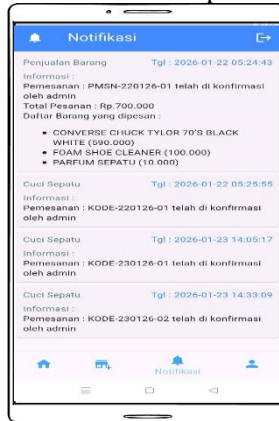 Notifikasi
Penjualan Barang Tgl : 2026-01-22 05:24:43
Informasi :
Pemesanan : PMSN-220126-01 telah di konfirmasi
oleh admin
Total Pesanan : Rp.700.000
Daftar Barang yang dipesan :
• CONVERSE CHUCK TYLOR 70'S BLACK
WHITE (590.000)
• FOAM SHOE CLEANER (100.000)
• PARFUM SEPATU (10.000)
Cuci Sepatu Tgl : 2026-01-22 05:25:55
Informasi :
Pemesanan : KODE-220126-01 telah di konfirmasi
oleh admin
Cuci Sepatu Tgl : 2026-01-23 14:05:17
Informasi :
Pemesanan : KODE-230126-01 telah di konfirmasi
oleh admin
Cuci Sepatu Tgl : 2026-01-23 14:33:09
Informasi :
Pemesanan : KODE-230126-02 telah di konfirmasi
oleh admin
Notifikasi